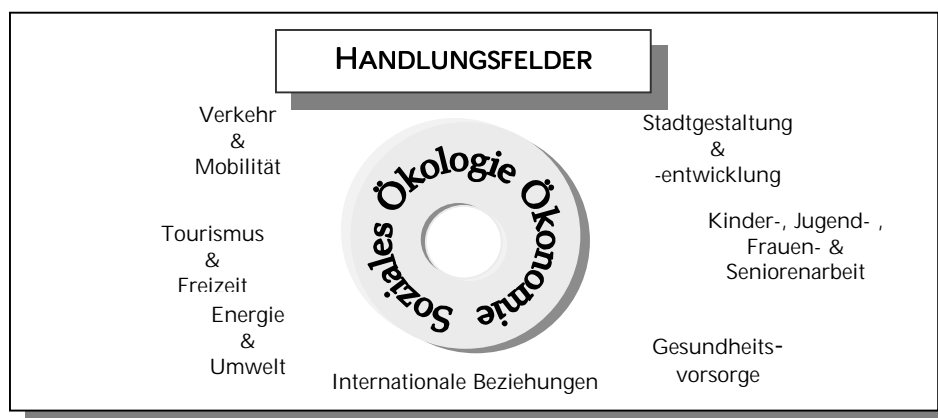 HANDLUNGSFELDER
Verkehr
&
Mobilität
Tourismus
&
Freizeit
Energie
&
Umwelt
Soziales Ökologie Ökonomie
Internationale Beziehungen
Stadtgestaltung
&
-entwicklung
Kinder-, Jugend- ,
Frauen- &
Seniorenarbeit
Gesundheits-
vorsorge